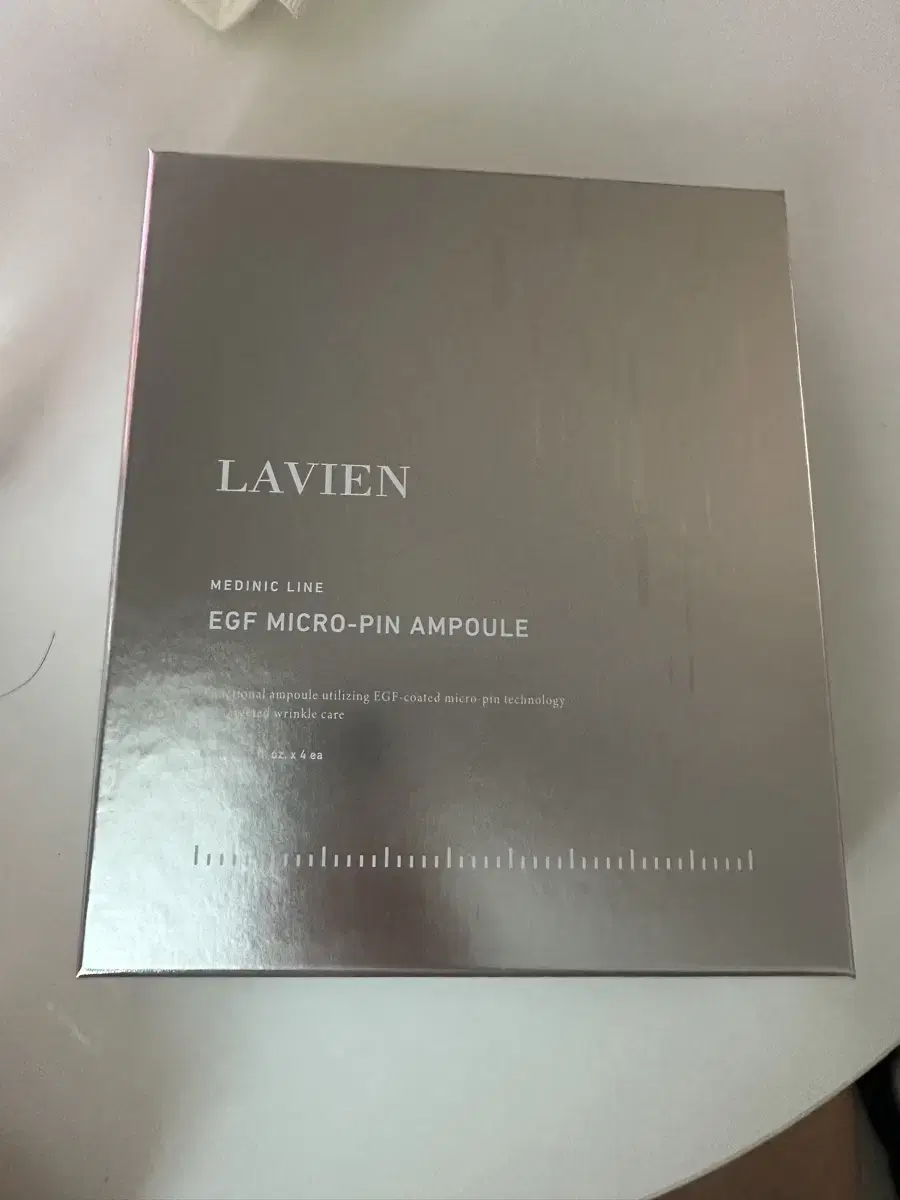 LAVIEN
MEDINIC LINE
EGF MICRO-PIN AMPOULE
ampoule utilizing EGF-coated micro-pin technology
wrinkle care
oz. x 4 ea